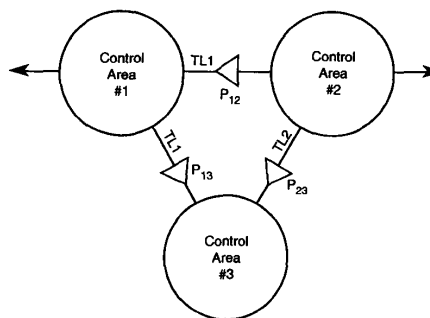 Control
Area
#1
TL1
P12
Control
Area
#2
TL1
P13
TL2
P23
Control
Area
#3